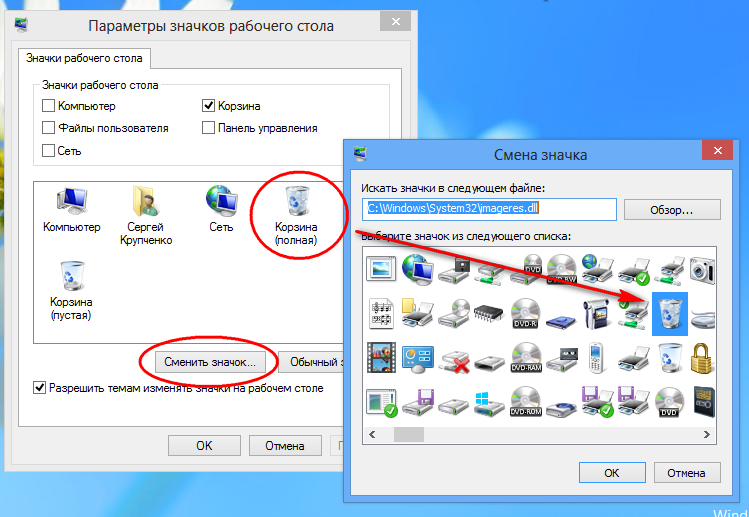 Параметры значков рабочего стола
Значки рабочего стола
Значки рабочего стола
Компьютер
Корзина
Файлы пользователя
Панель управления
Сеть
Компьютер
Сергей
Крупченко
Сеть
Корзина
(полная)
Корзина
(пустая)
Сменить значок...
Обычный з
Разрешить темам изменять значки на рабочем столе
OK
Отмена
П
Смена значка
Искать значки в следующем файле:
C:\Windows\System32\imageres.dll
Обзор...
Выберите значок из следующего списка:
DVD
DVD-RW
DVD-R
DVD-RAM
DVD-ROM
DVD
OK
Отмена
Wind